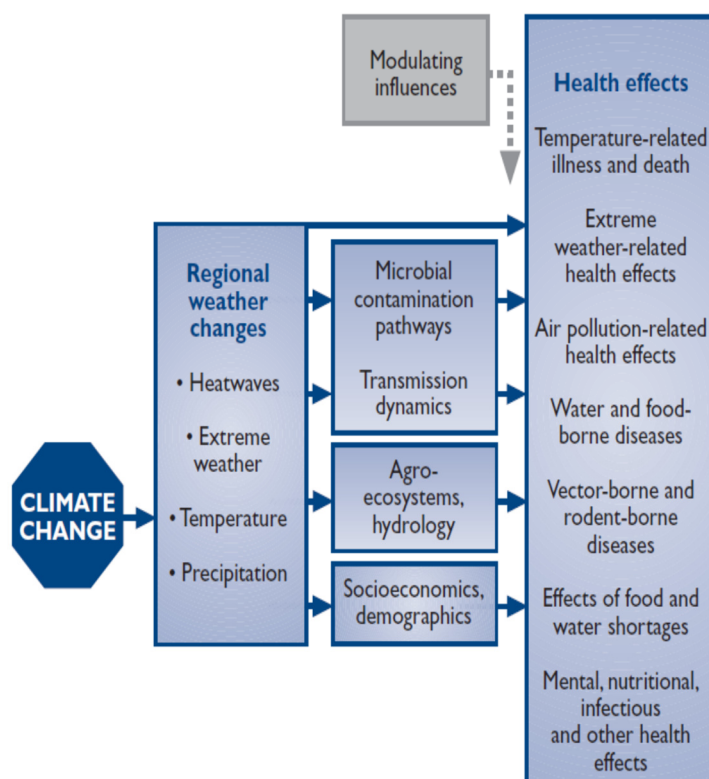 Modulating
influences
Health effects
Temperature-related
illness and death
Extreme
weather-related
health effects
Air pollution-related
health effects
Water and food-
borne diseases
Vector-borne and
rodent-borne
diseases
Effects of food and
water shortages
Mental, nutritional,
infectious
and other health
effects
Regional
weather
changes
• Heatwaves
• Extreme
weather
• Temperature
• Precipitation
Microbial
contamination
pathways
Transmission
dynamics
Agro-
ecosystems,
hydrology
Socioeconomics,
demographics
CLIMATE
CHANGE